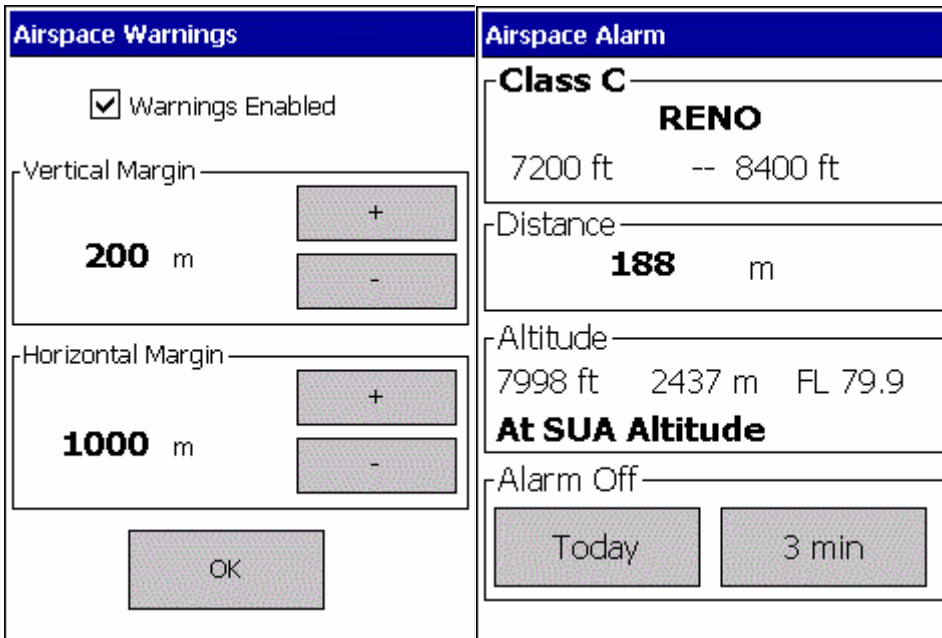 Airspace Warnings
Warnings Enabled
Vertical Margin
+
200 m
-
Horizontal Margin
+
1000 m
-
OK
Airspace Alarm
Class C
RENO
7200 ft -- 8400 ft
Distance
188 m
Altitude
7998 ft 2437 m FL 79.9
At SUA Altitude
Alarm Off
Today 3 min